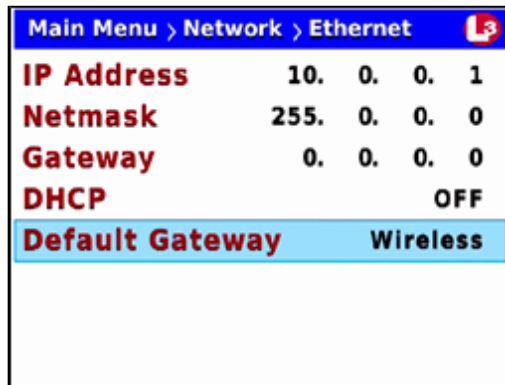 Main Menu > Network > Ethernet L3
IP Address 10. 0. 0. 1
Netmask 255. 0. 0. 0
Gateway 0. 0. 0. 0
DHCP OFF
Default Gateway Wireless